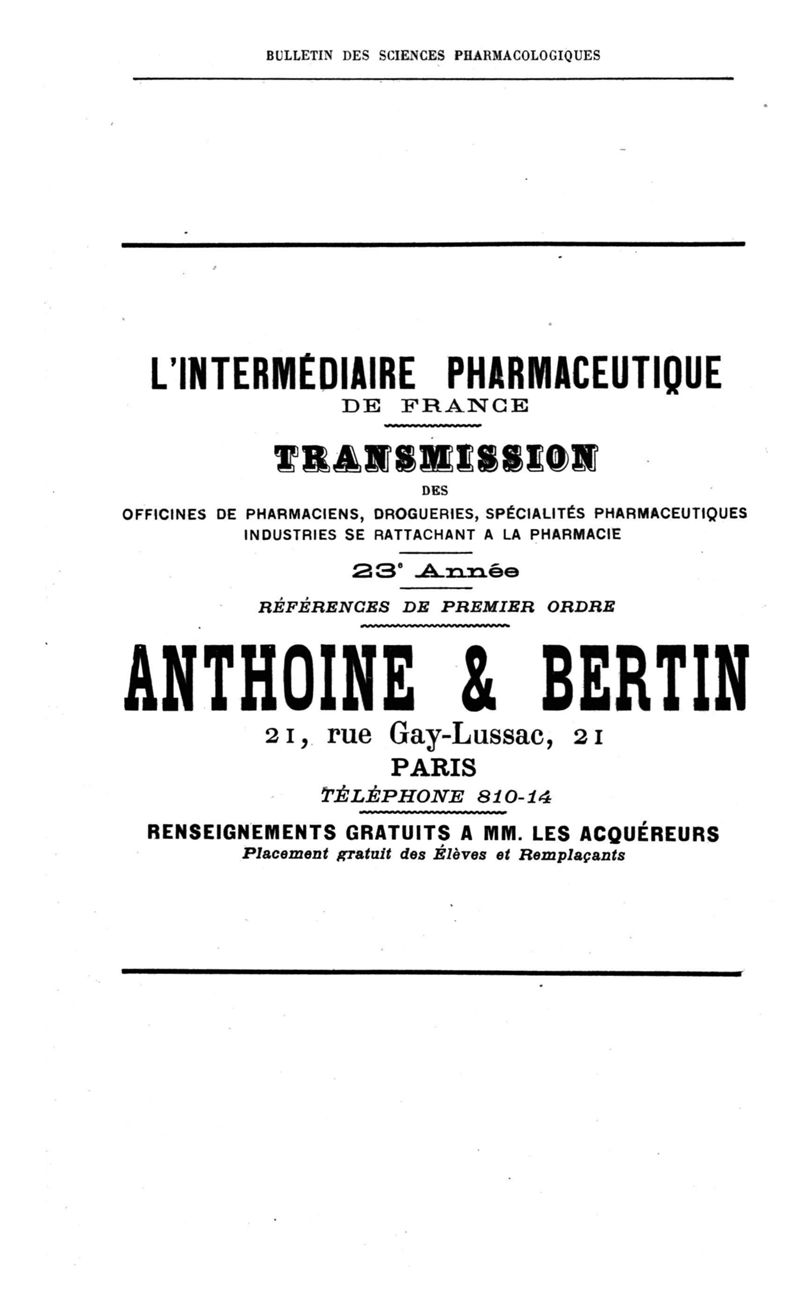 BULLETIN DES SCIENCES PHARMACOLOGIQUES
L'INTERMÉDIAIRE PHARMACEUTIQUE
DE FRANCE
TRANSMISSION
DES
OFFICINES DE PHARMACIENS, DROGUERIES, SPÉCIALITÉS PHARMACEUTIQUES
INDUSTRIES SE RATTACHANT A LA PHARMACIE
23e Année
RÉFÉRENCES DE PREMIER ORDRE
ANTHOINE & BERTIN
21, rue Gay-Lussac, 21
PARIS
TÉLÉPHONE 810-14
RENSEIGNEMENTS GRATUITS A MM. LES ACQUÉREURS
Placement gratuit des Élèves et Remplaçants